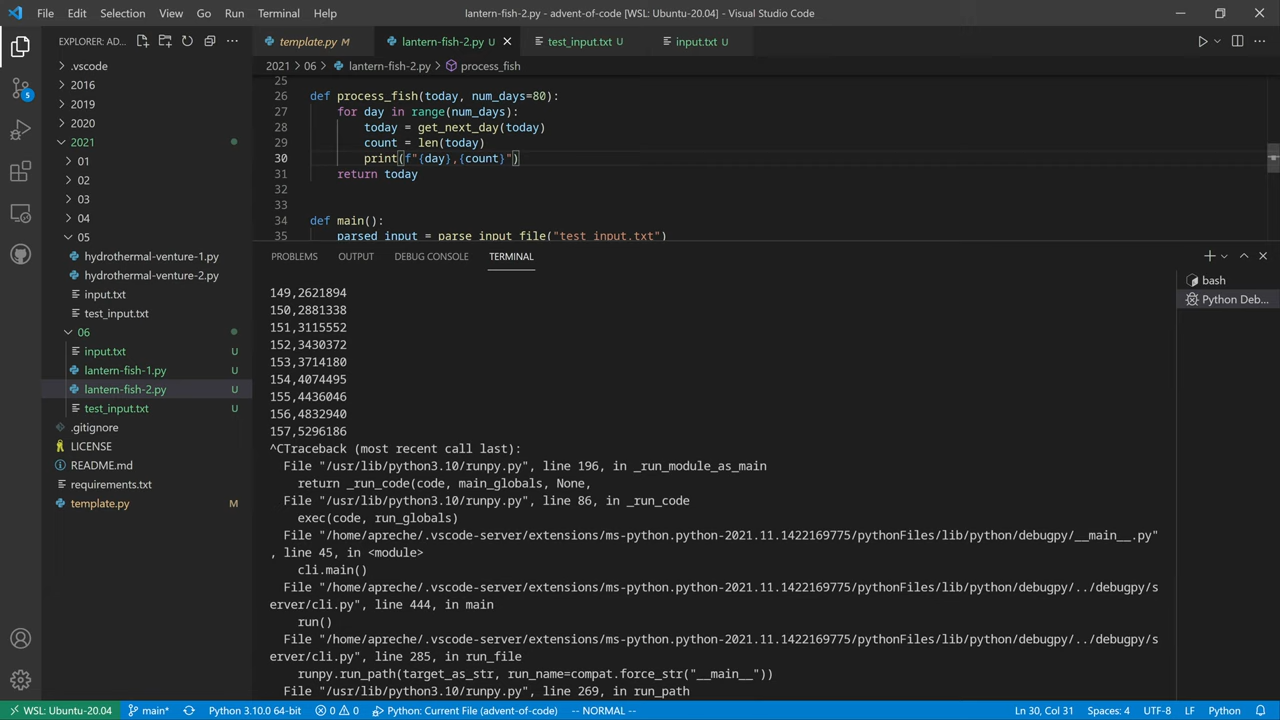 File Edit Selection View Go Run Terminal Help
lantern-fish-2.py - advent-of-code [WSL: Ubuntu-20.04] - Visual Studio Code
EXPLORER: AD...
template.py M
lantern-fish-2.py U
test_input.txt U
input.txt U
2021 06 lantern-fish-2.py process_fish
.vscode
2016
2019
2020
2021
01
02
03
04
05
hydrothermal-venture-1.py
hydrothermal-venture-2.py
input.txt
test_input.txt
06
input.txt U
lantern-fish-1.py U
lantern-fish-2.py U
test_input.txt U
.gitignore
LICENSE
README.md
requirements.txt
template.py M
25
26 def process_fish(today, num_days=80):
27 for day in range(num_days):
28 today = get_next_day(today)
29 count = len(today)
30 print(f"{day},{count}")
31 return today
32
33
34 def main():
35 parsed_input = parse_input_file("test_input.txt")
PROBLEMS OUTPUT DEBUG CONSOLE TERMINAL
bash
Python Deb...
149,2621894
150,2881338
151,3115552
152,3430372
153,3714180
154,4074495
155,4436046
156,4832940
157,5296186
^CTraceback (most recent call last):
File "/usr/lib/python3.10/runpy.py", line 196, in _run_module_as_main
return _run_code(code, main_globals, None,
File "/usr/lib/python3.10/runpy.py", line 86, in _run_code
exec(code, run_globals)
File "/home/apreche/.vscode-server/extensions/ms-python.python-2021.11.1422169775/pythonFiles/lib/python/debugpy/__main__.py"
, line 45, in <module>
cli.main()
File "/home/apreche/.vscode-server/extensions/ms-python.python-2021.11.1422169775/pythonFiles/lib/python/debugpy/../debugpy/s
erver/cli.py", line 444, in main
run()
File "/home/apreche/.vscode-server/extensions/ms-python.python-2021.11.1422169775/pythonFiles/lib/python/debugpy/../debugpy/s
erver/cli.py", line 285, in run_file
runpy.run_path(target_as_str, run_name=compat.force_str("__main__"))
File "/usr/lib/python3.10/runpy.py", line 269, in run_path
5
WSL: Ubuntu-20.04 main* Python 3.10.0 64-bit 0 0 Python: Current File (advent-of-code) -- NORMAL -- Ln 30, Col 31 Spaces: 4 UTF-8 LF Python